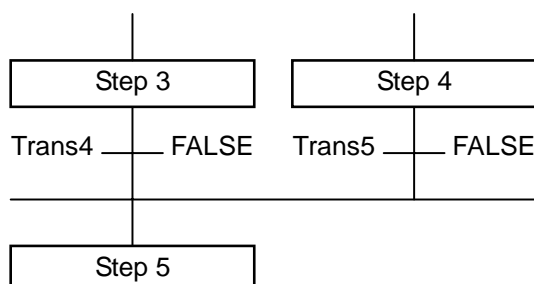 Step 3 Step 4
Trans4 FALSE Trans5 FALSE
Step 5